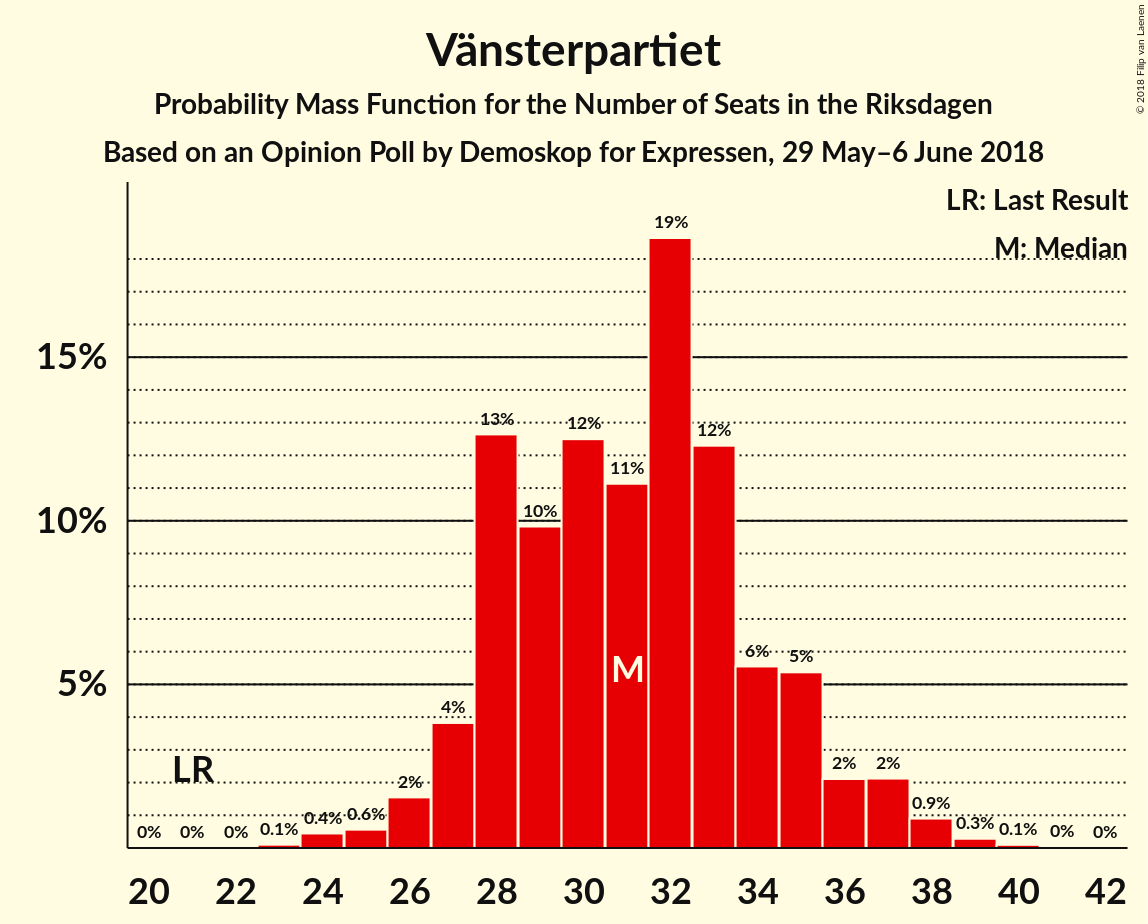 Vänsterpartiet
Probability Mass Function for the Number of Seats in the Riksdagen
Based on an Opinion Poll by Demoskop for Expressen, 29 May–6 June 2018
© 2018 Filip van Laenen
LR: Last Result
M: Median
15%
10%
5%
LR
M
0%
0%
0%
0.1%
0.4%
0.6%
2%
4%
13%
10%
12%
11%
19%
12%
6%
5%
2%
2%
0.9%
0.3%
0.1%
0%
0%
20 22 24 26 28 30 32 34 36 38 40 42